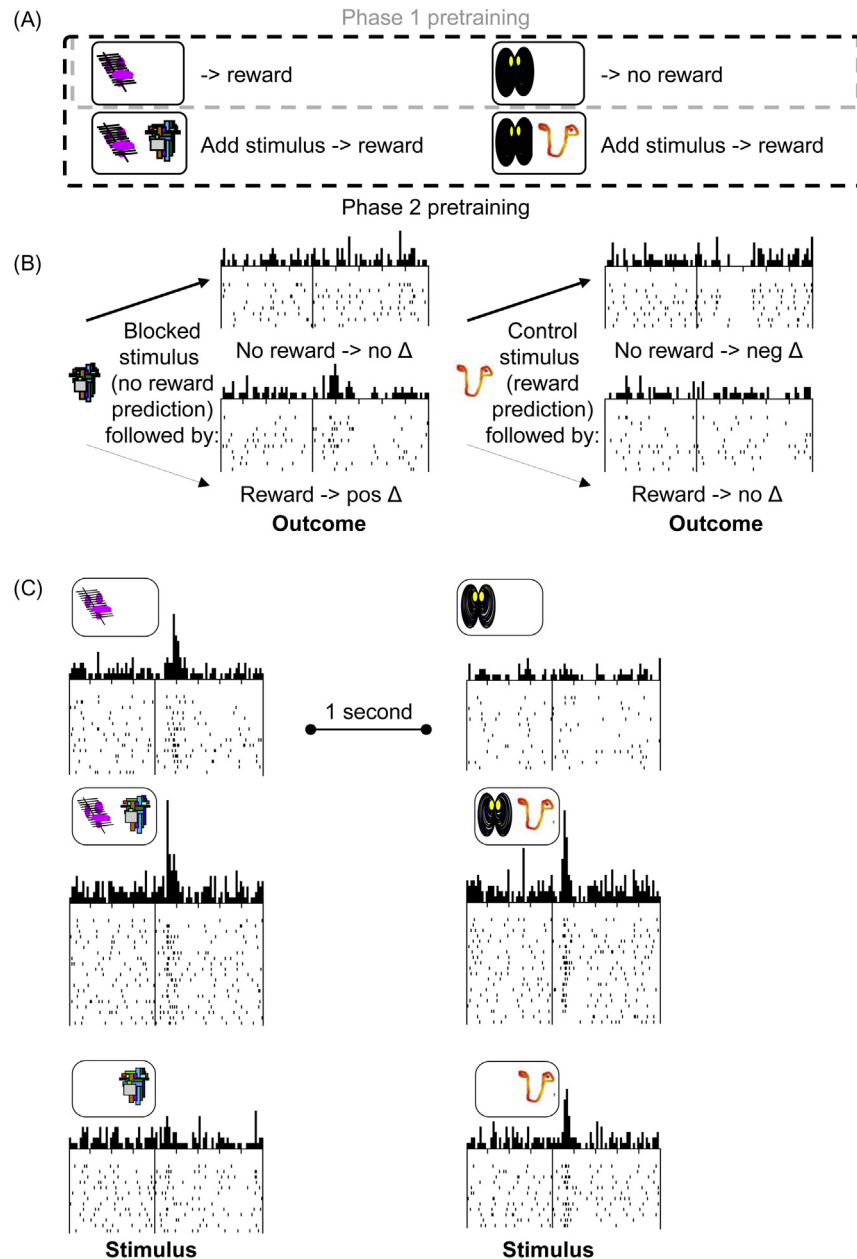 (A)
Phase 1 pretraining
-> reward
-> no reward
Add stimulus -> reward
Add stimulus -> reward
Phase 2 pretraining
(B)
Blocked
stimulus
(no reward
prediction)
followed by:
No reward -> no Δ
Reward -> pos Δ
Outcome
Control
stimulus
(reward
prediction)
followed by:
No reward -> neg Δ
Reward -> no Δ
Outcome
(C)
1 second
Stimulus
Stimulus